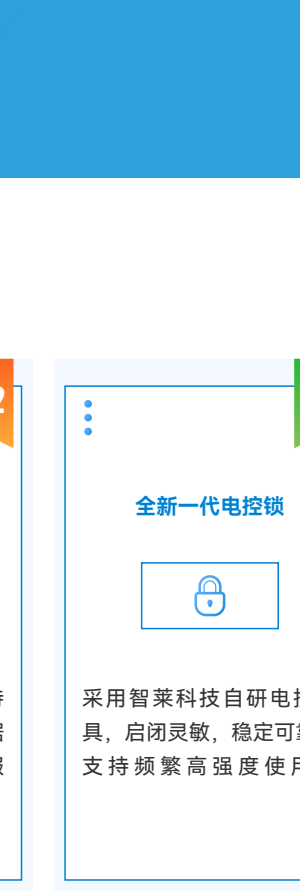 2
全新一代电控锁
采用智莱科技自研电
具，启闭灵敏，稳定可
支持频繁高强度使